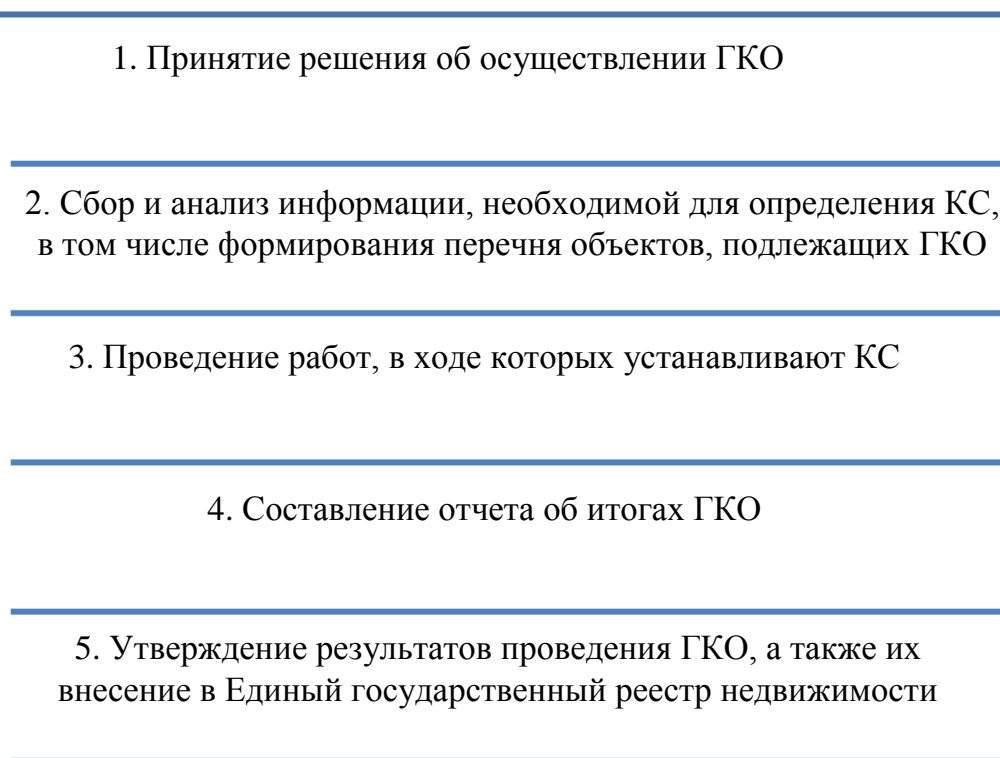 1. Принятие решения об осуществлении ГКО
2. Сбор и анализ информации, необходимой для определения КС,
в том числе формирования перечня объектов, подлежащих ГКО
3. Проведение работ, в ходе которых устанавливают КС
4. Составление отчета об итогах ГКО
5. Утверждение результатов проведения ГКО, а также их
внесение в Единый государственный реестр недвижимости